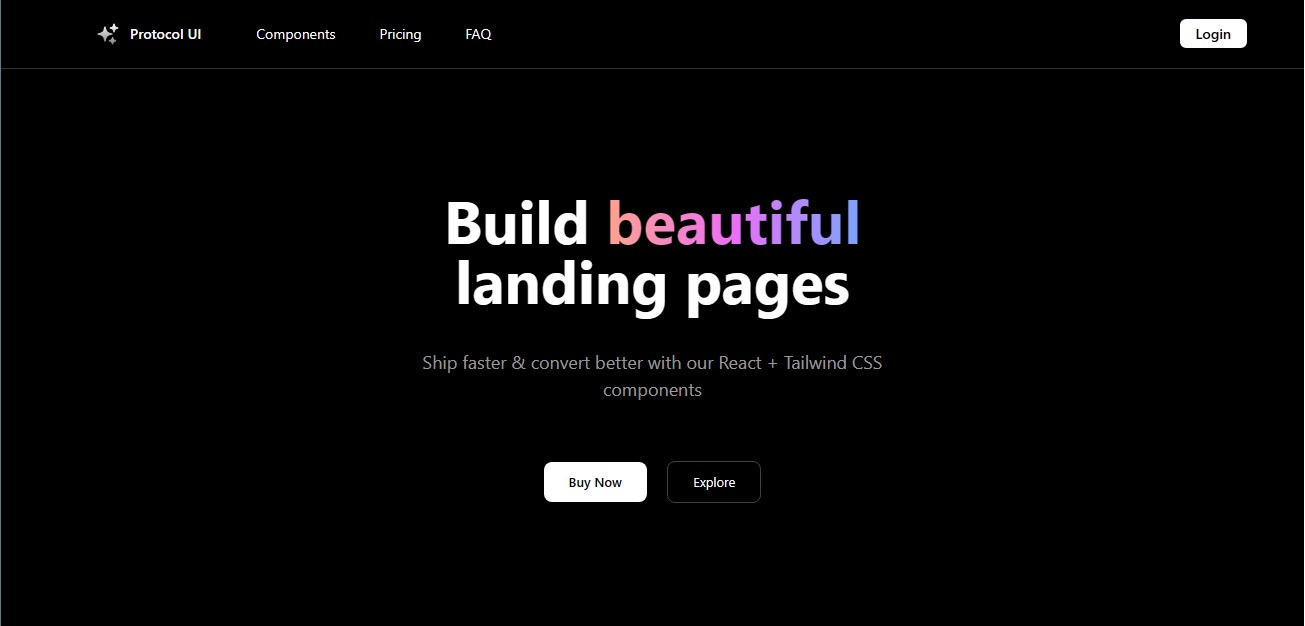 Protocol UI
Components
Pricing
FAQ
Login
Build beautiful
landing pages
Ship faster & convert better with our React + Tailwind CSS
components
Buy Now
Explore